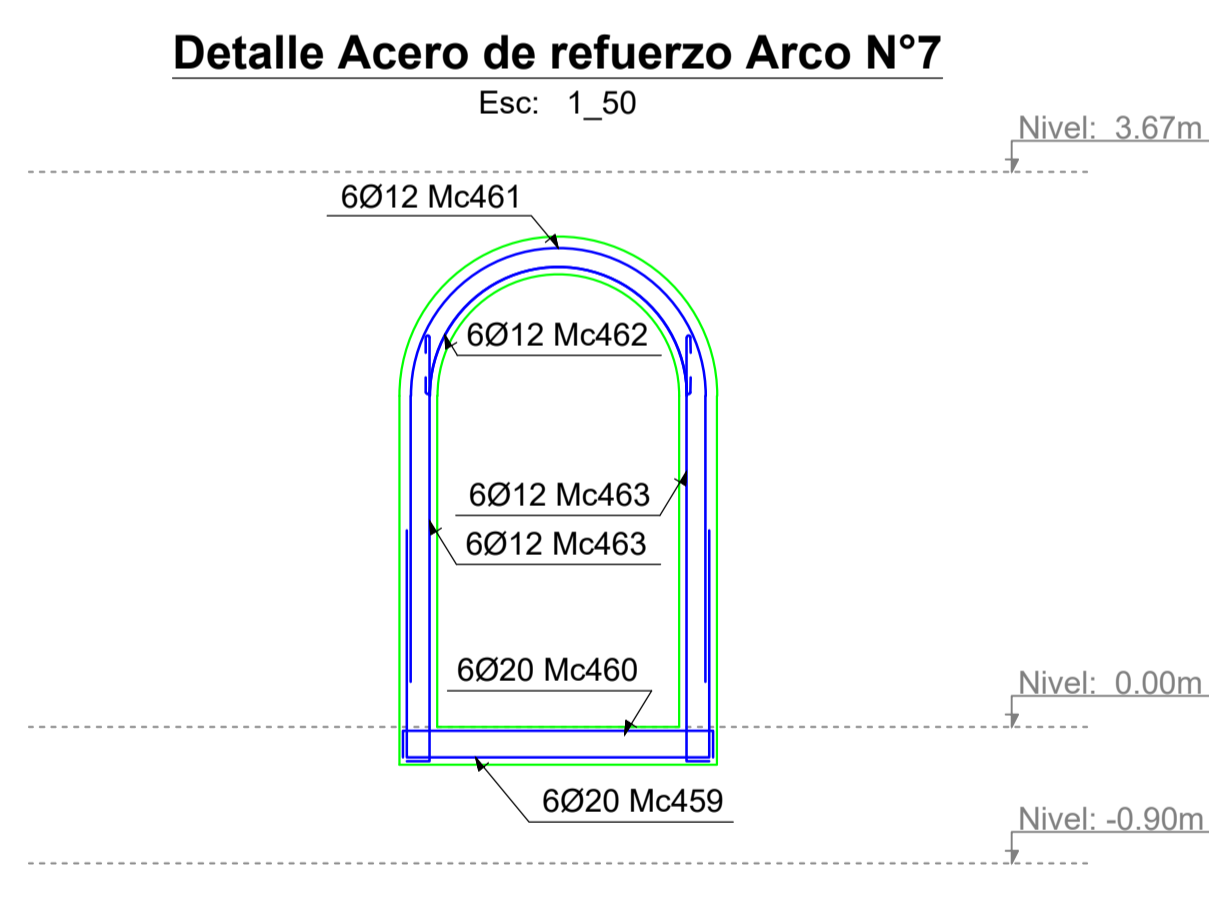 Detalle Acero de refuerzo Arco N°7
Esc: 1_50
Nivel: 3.67m
6Ø12 Mc461
6Ø12 Mc462
6Ø12 Mc463
6Ø12 Mc463
6Ø20 Mc460
Nivel: 0.00m
6Ø20 Mc459
Nivel: -0.90m